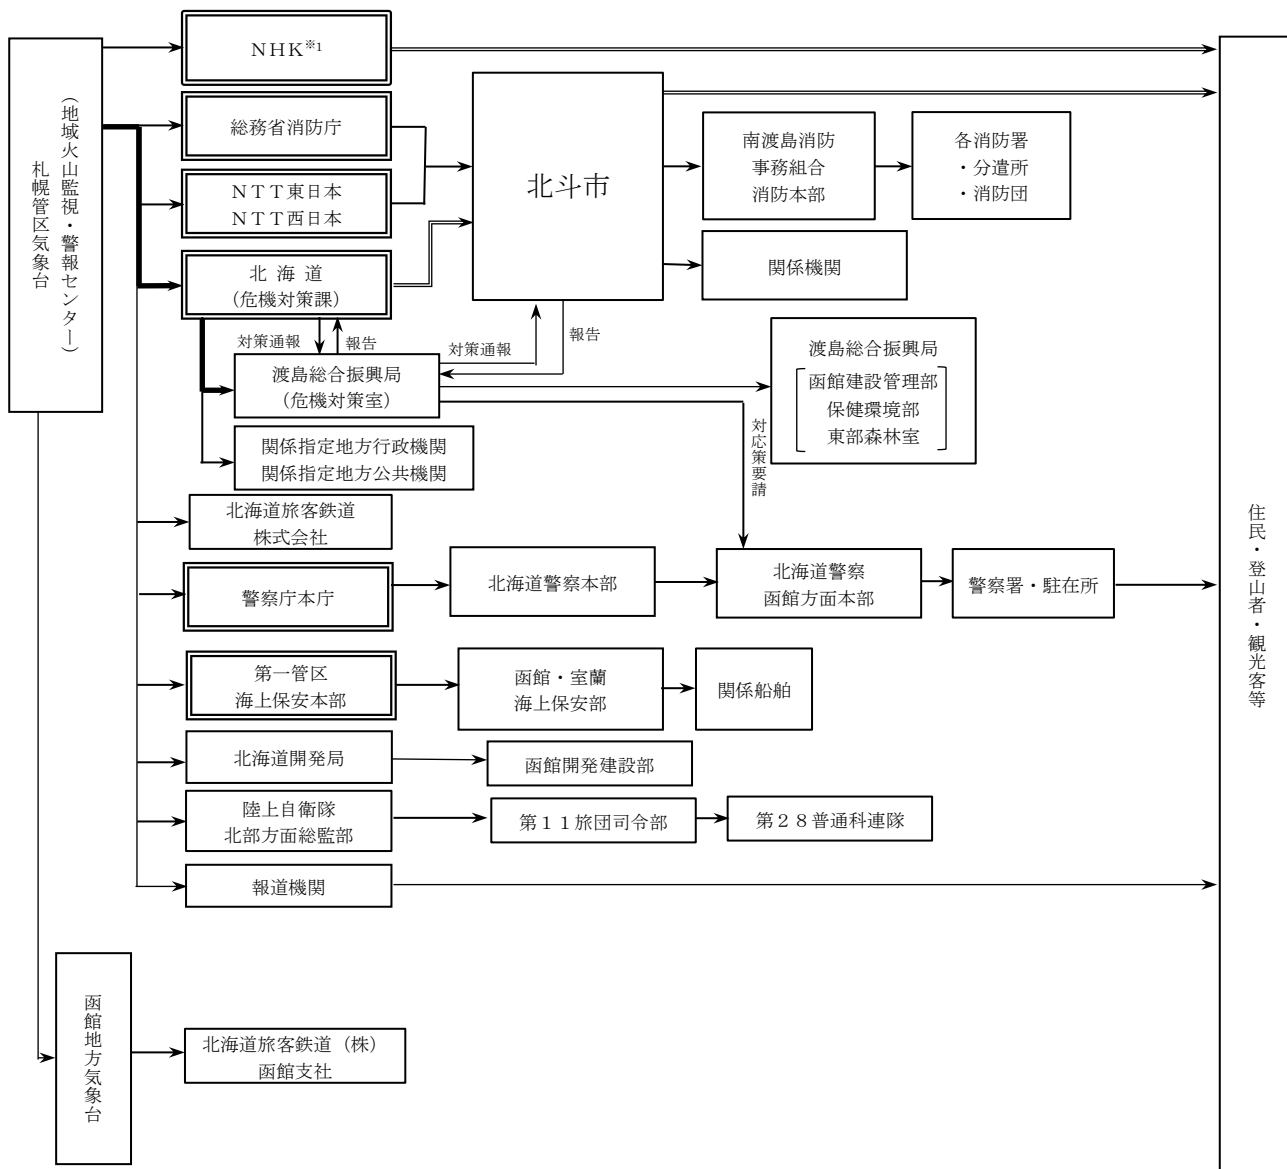 札幌管区気象台
(地域火山監視・警報センター)
NHK※1
総務省消防庁
NTT東日本
NTT西日本
北 海 道
(危機対策課)
北斗市
南渡島消防
事務組合
消防本部
各消防署
・分遣所
・消防団
関係機関
対策通報
報告
対策通報
報告
渡島総合振興局
(危機対策室)
渡島総合振興局
函館建設管理部
保健環境部
東部森林室
対応策要請
関係指定地方行政機関
関係指定地方公共機関
北海道旅客鉄道
株式会社
警察庁本庁
北海道警察本部
北海道警察
函館方面本部
警察署・駐在所
第一管区
海上保安本部
函館・室蘭
海上保安部
関係船舶
北海道開発局
函館開発建設部
陸上自衛隊
北部方面総監部
第11旅団司令部
第28普通科連隊
報道機関
住民・登山者・観光客等
函館地方気象台
北海道旅客鉄道(株)
函館支社